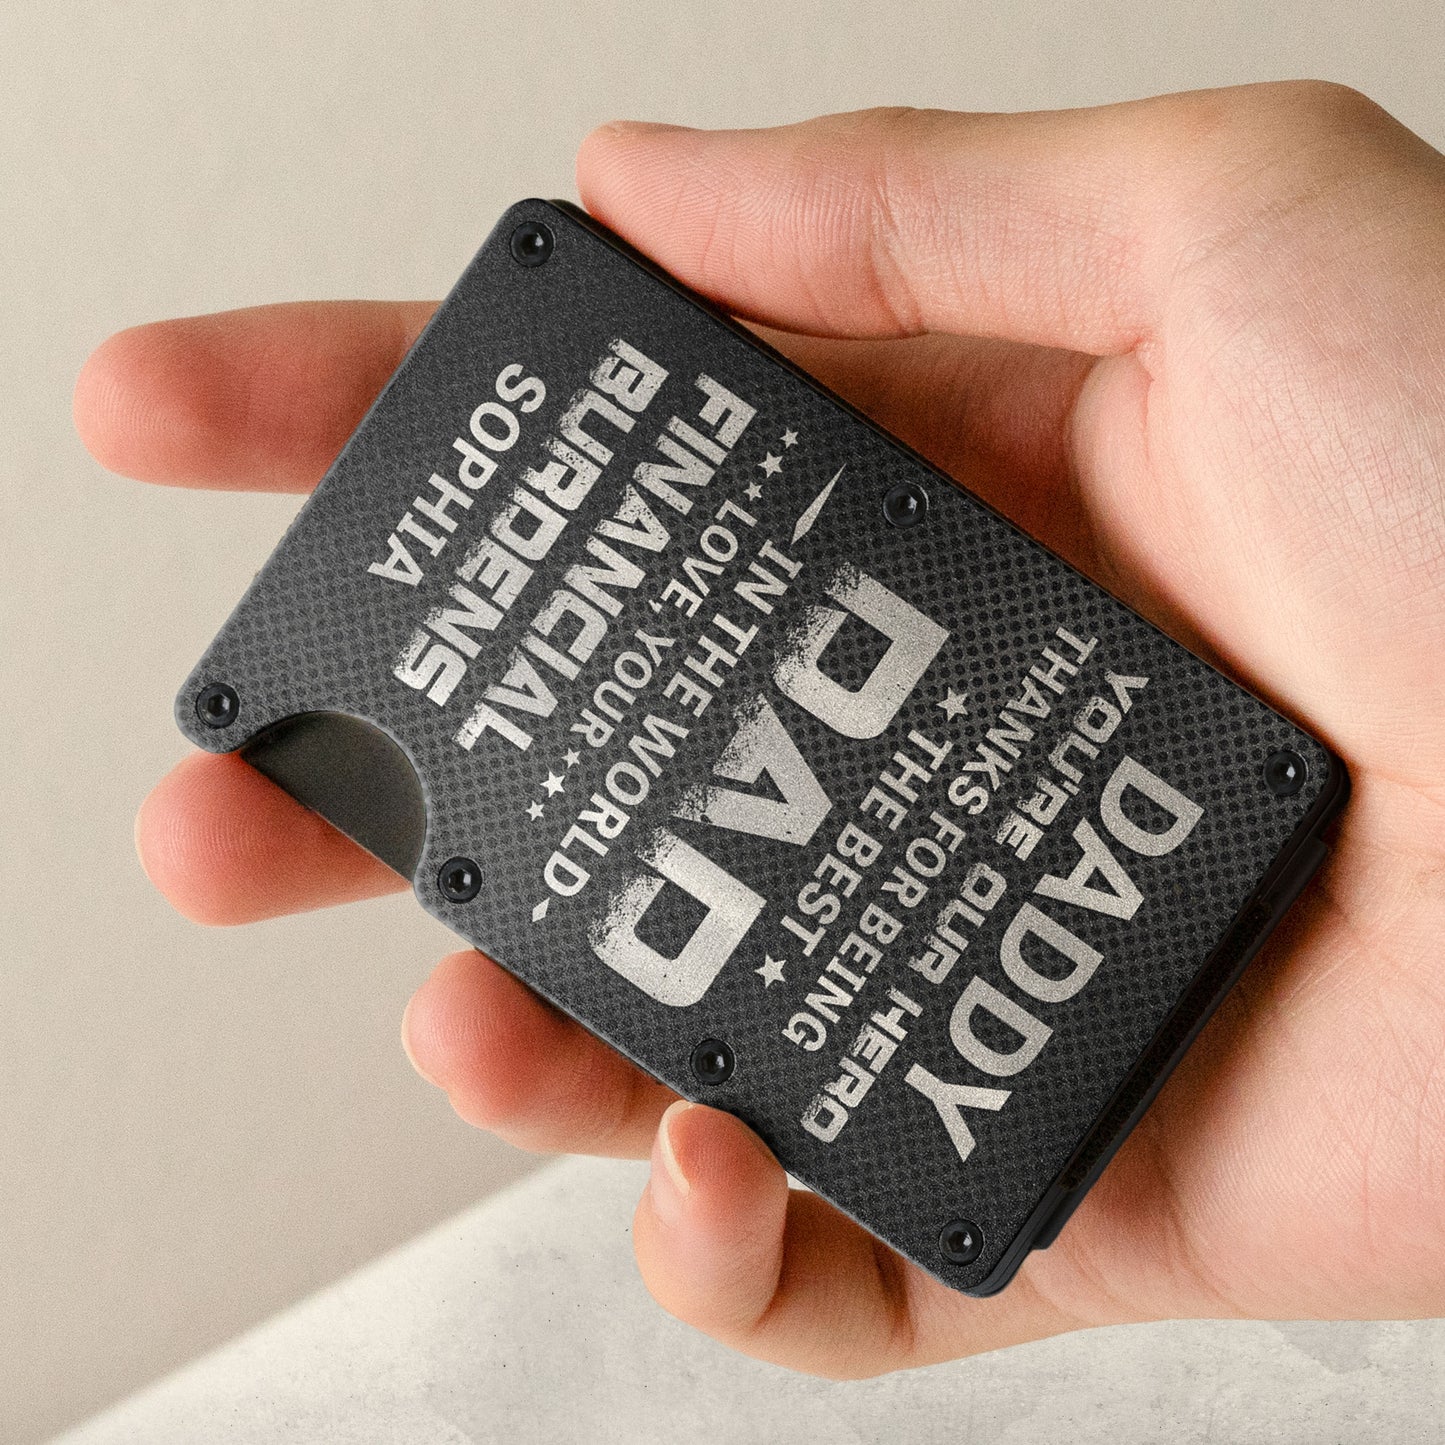 DADDY
YOU'RE OUR HERO
THANKS FOR BEING
THE BEST
DAD
IN THE WORLD
LOVE, YOUR
FINANCIAL
BURDENS
SOPHIA